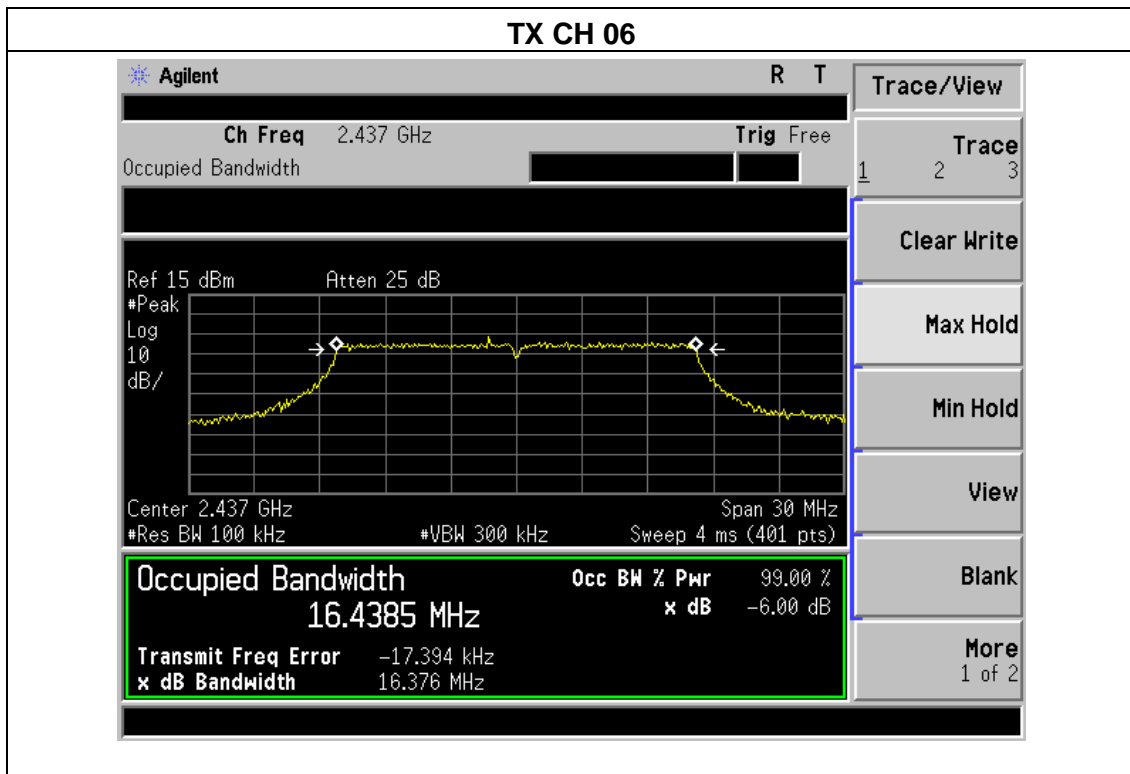 TX CH 06
Agilent R T
Trace/View
Ch Freq 2.437 GHz Trig Free
Occupied Bandwidth
Trace
1 2 3
Clear Write
Ref 15 dBm Atten 25 dB
#Peak
Log
10
dB/
Max Hold
Min Hold
View
Center 2.437 GHz Span 30 MHz
#Res BW 100 kHz #VBW 300 kHz Sweep 4 ms (401 pts)
Occupied Bandwidth Occ BW % Pwr 99.00 %
16.4385 MHz x dB -6.00 dB
Blank
Transmit Freq Error -17.394 kHz
x dB Bandwidth 16.376 MHz
More
1 of 2